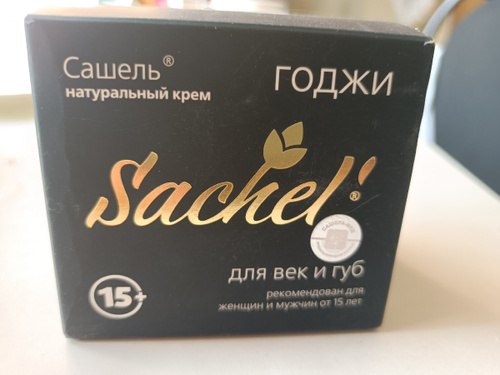 Сашель®
натуральный крем
ГОДЖИ
Sachel'®
для век и губ
рекомендован для
женщин и мужчин от 15 лет
15+